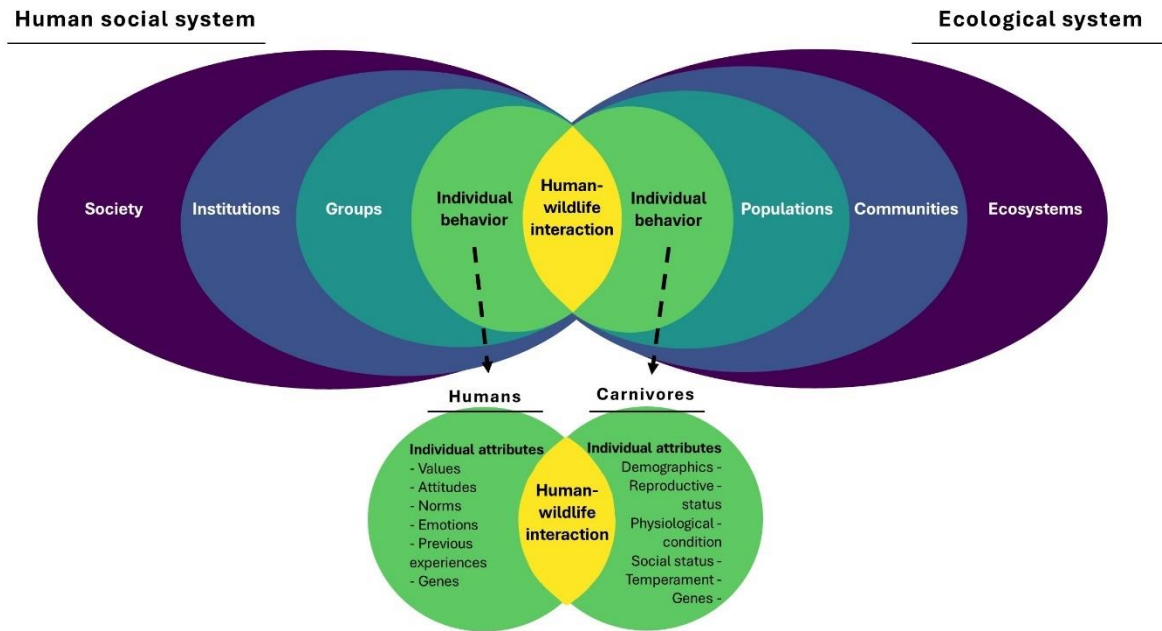 Human social system
Ecological system
Society
Institutions
Groups
Individual
behavior
Human-
wildlife
interaction
Individual
behavior
Populations
Communities
Ecosystems
Humans
Carnivores
Individual attributes
- Values
- Attitudes
- Norms
- Emotions
- Previous
experiences
- Genes
Human-
wildlife
interaction
Individual attributes
Demographics -
Reproductive -
status
Physiological -
condition
Social status -
Temperament -
Genes -